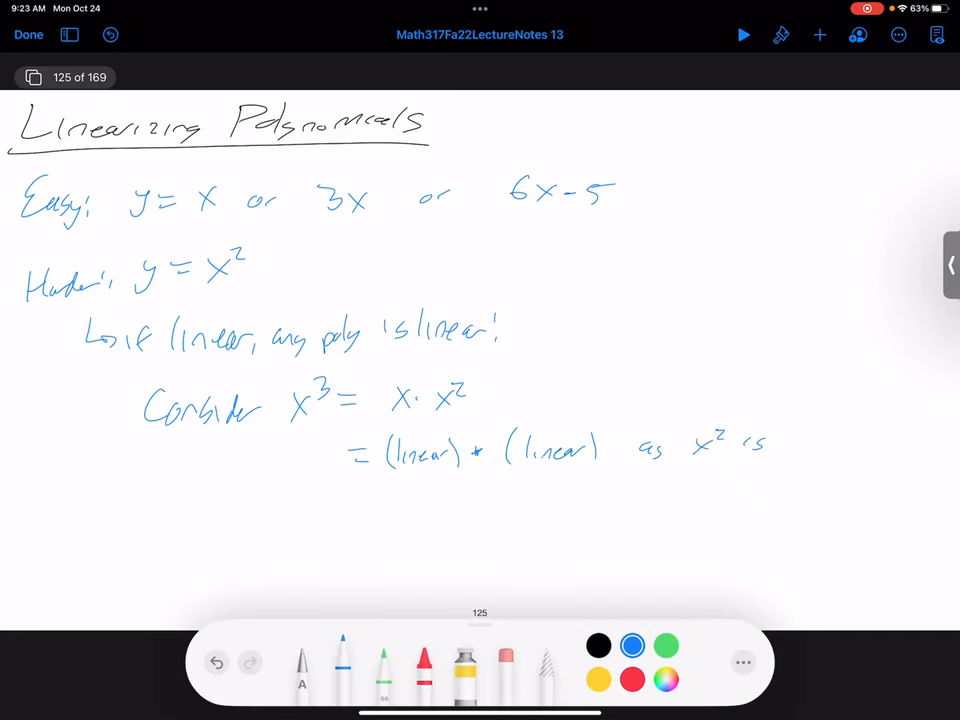 9:23 AM Mon Oct 24
63%
Done
Math317Fa22LectureNotes 13
125 of 169
Linearizing Polynomials
Easy: y = x or 3x or 6x - 5
Harder: y = x²
↳ if linear, any poly is linear!
Consider x³ = x · x²
= (linear) * (linear) as x² is
125
A
50